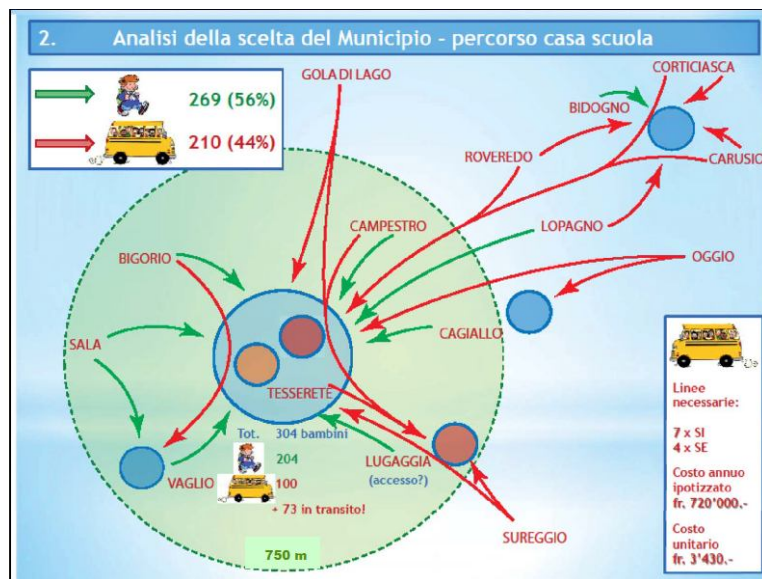 2. Analisi della scelta del Municipio - percorso casa scuola
269 (56%)
210 (44%)
GOLA DI LAGO
CORTICIASCA
BIDOGNO
ROVEREDO
CARUSIO
CAMPESTRO
LOPAGNO
BIGORIO
OGGIO
SALA
CAGIALLO
TESSERETE
Tot. 304 bambini
204
100
+ 73 in transito!
VAGLIO
LUGAGGIA
(accesso?)
SUREGGIO
750 m
Linee
necessarie:
7 x SI
4 x SE
Costo annuo
ipotizzato
fr. 720'000.-
Costo
unitario
fr. 3'430.-